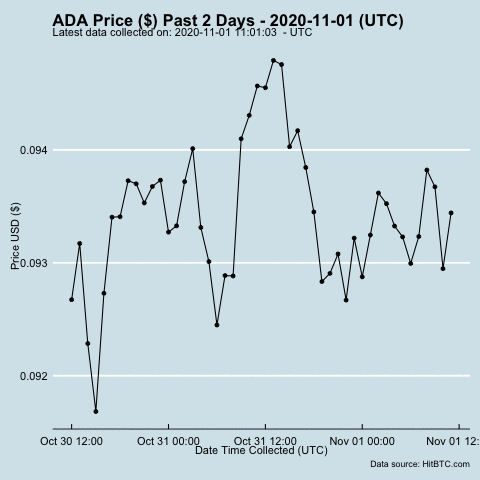 ADA Price ($) Past 2 Days - 2020-11-01 (UTC)
Latest data collected on: 2020-11-01 11:01:03 - UTC
Price USD ($)
0.094
0.093
0.092
Oct 30 12:00 Oct 31 00:00 Oct 31 12:00 Nov 01 00:00 Nov 01 12:
Date Time Collected (UTC)
Data source: HitBTC.com